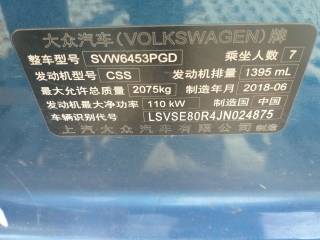 大众汽车(VOLKSWAGEN)牌
整车型号 SVW6453PGD 乘坐人数 7
发动机型号 CSS 发动机排量 1395 mL
最大允许总质量 2075kg 制造年月 2018-06
发动机最大净功率 110 kW 制造国 中国
车辆识别代号 LSVSE80R4JN024875
上汽大众汽车有限公司制造